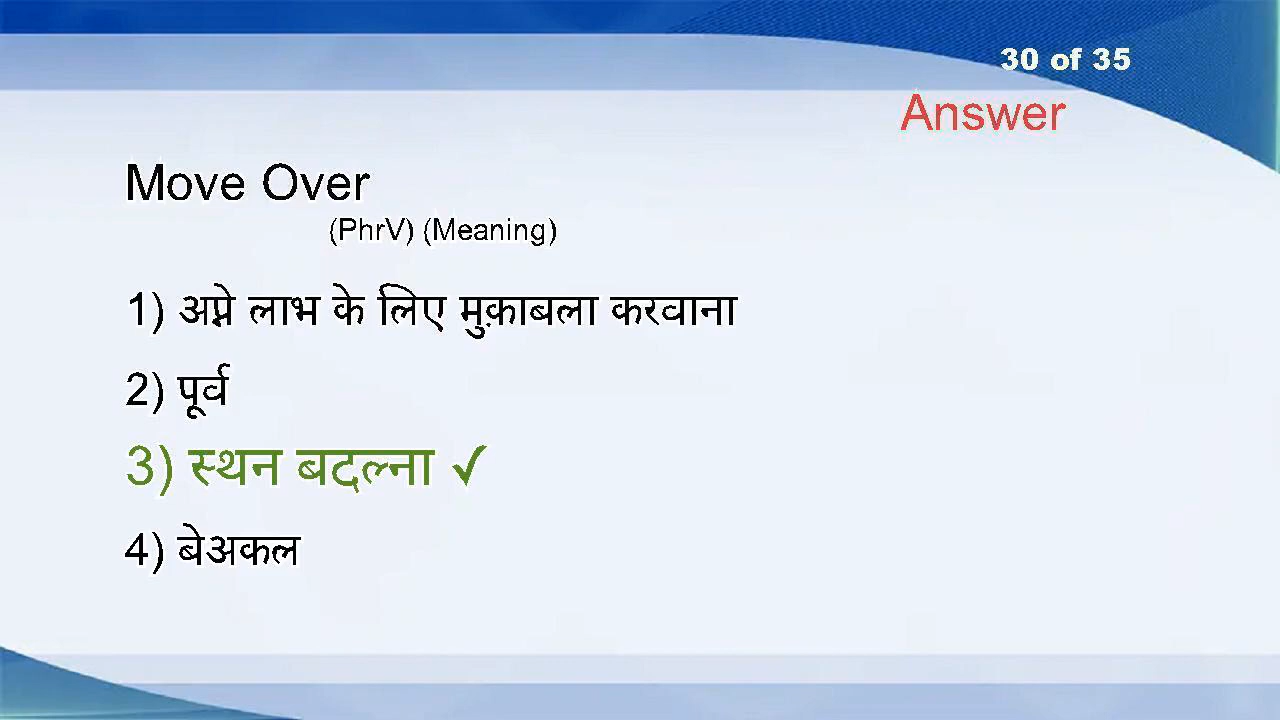 30 of 35
Answer
Move Over
(PhrV) (Meaning)
1) अप्ने लाभ के लिए मुक़ाबला करवाना
2) पूर्व
3) स्थन बदल्ना ✓
4) बेअकल